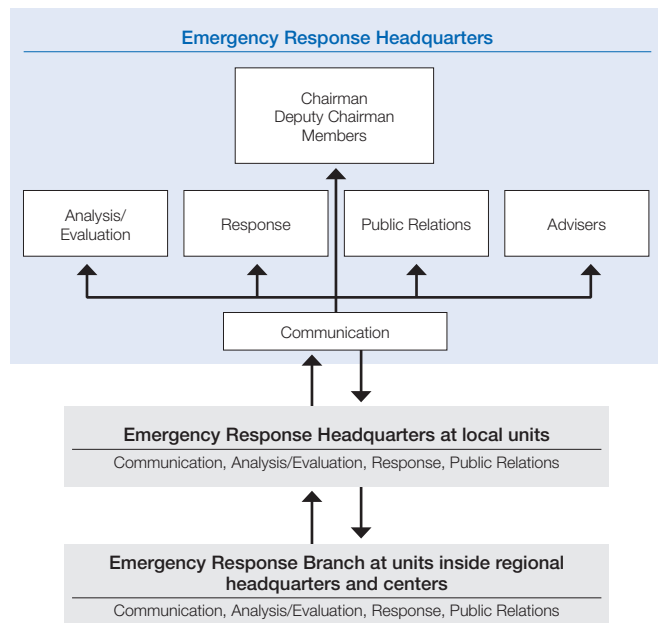 Emergency Response Headquarters
Chairman
Deputy Chairman
Members
Analysis/
Evaluation
Response
Public Relations
Advisers
Communication
Emergency Response Headquarters at local units
Communication, Analysis/Evaluation, Response, Public Relations
Emergency Response Branch at units inside regional
headquarters and centers
Communication, Analysis/Evaluation, Response, Public Relations